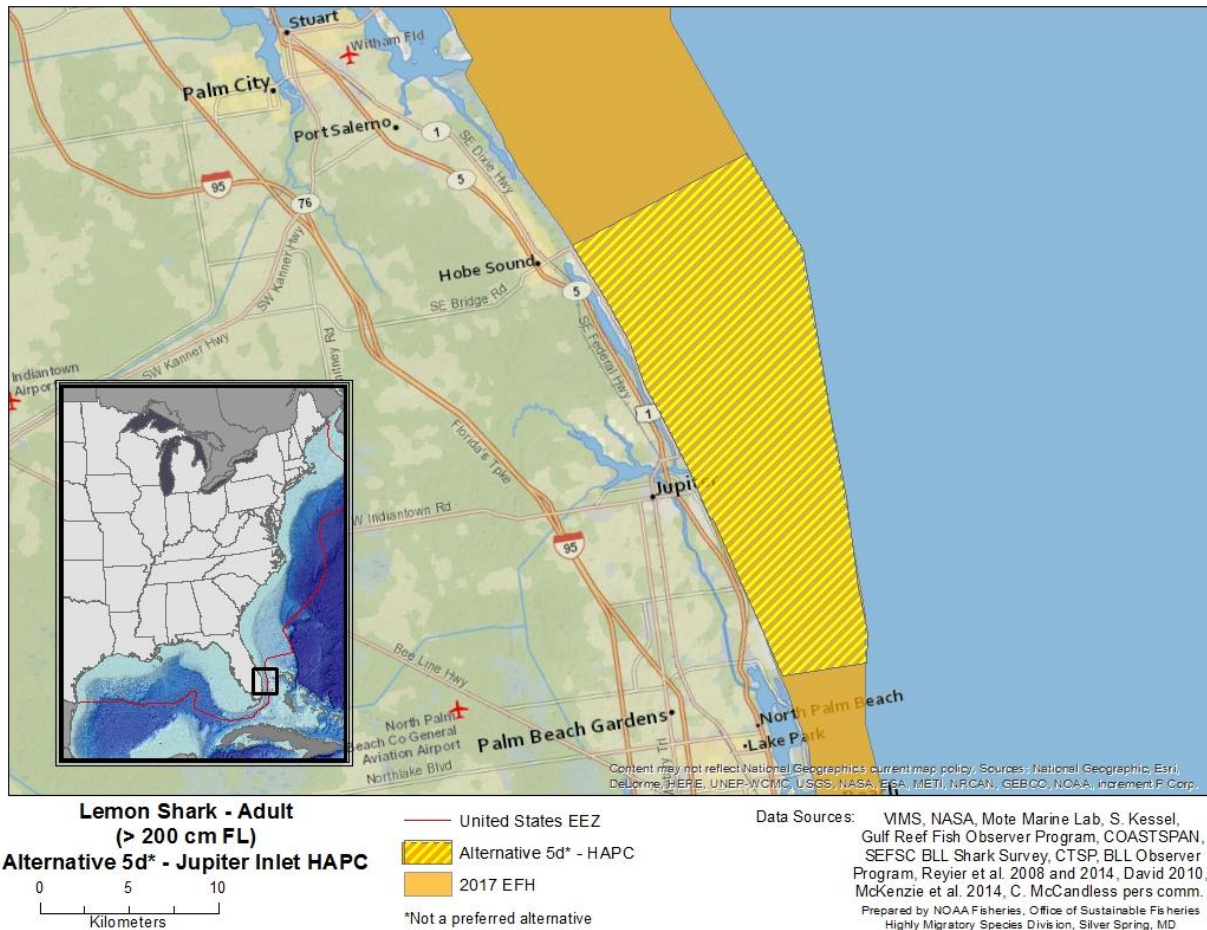 Stuart
Witham Fld
Palm City
Port Salerno
1
SE Dixie Hwy
95
5
76
SW Kanner Hwy
Hobe Sound
5
SE Bridge Rd
SW Kanner Hwy
SE Federal Hwy
Indiantown
Airport
1
Florida's Tpke
Jupiter
W Indiantown Rd
95
Bee Line Hwy
North Palm
Beach Co General
Aviation Airport
Palm Beach Gardens
North Palm Beach
Lake Park
Northlake Blvd
Beach
Content may not reflect National Geographic's current map policy. Sources: National Geographic, Esri,
DeLorme, HERE, UNEP-WCMC, USGS, NASA, ESA, METI, NRCAN, GEBCO, NOAA, increment P Corp.
Lemon Shark - Adult
(> 200 cm FL)
Alternative 5d* - Jupiter Inlet HAPC
0 5 10
Kilometers
United States EEZ
Alternative 5d* - HAPC
2017 EFH
*Not a preferred alternative
Data Sources: VIMS, NASA, Mote Marine Lab, S. Kessel,
Gulf Reef Fish Observer Program, COASTSPAN,
SEFSC BLL Shark Survey, CTSP, BLL Observer
Program, Reyier et al. 2008 and 2014, David 2010,
McKenzie et al. 2014, C. McCandless pers comm.
Prepared by NOAA Fisheries, Office of Sustainable Fisheries
Highly Migratory Species Division, Silver Spring, MD